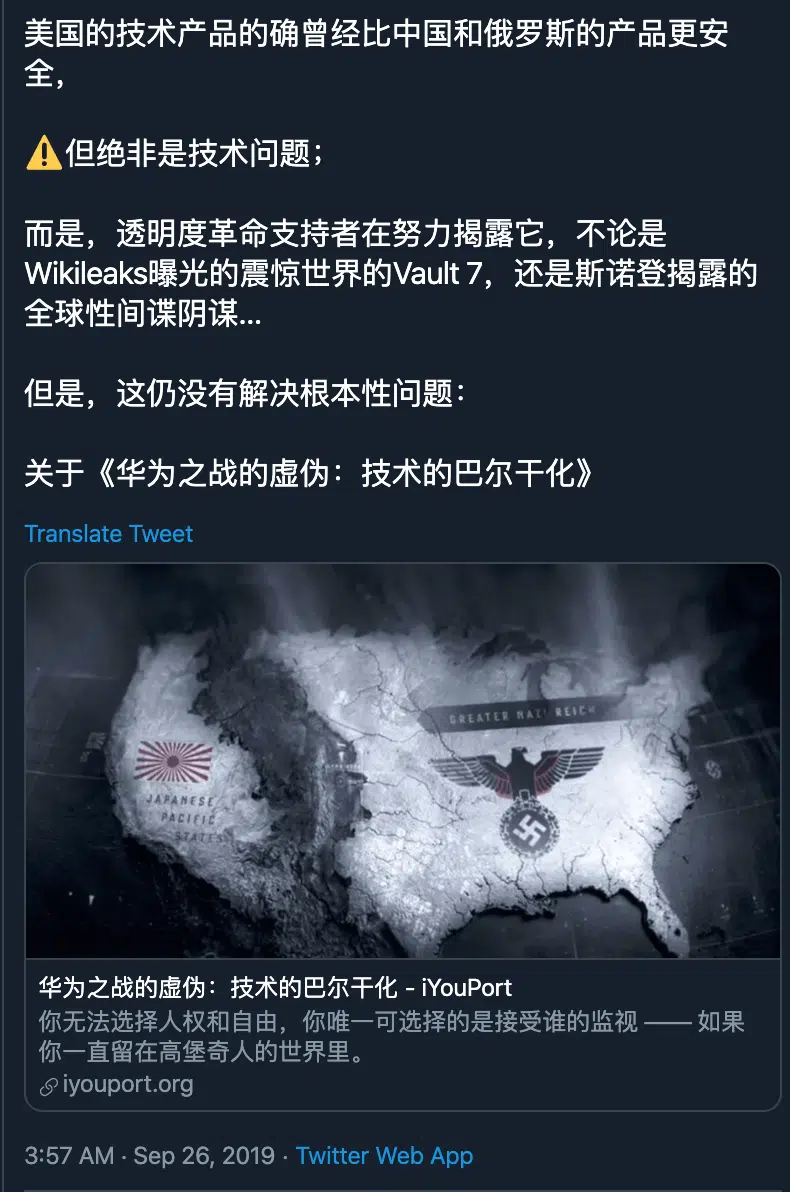 美国的技术产品的确曾经比中国和俄罗斯的产品更安
全，
⚠️但绝非是技术问题；
而是，透明度革命支持者在努力揭露它，不论是
Wikileaks曝光的震惊世界的Vault 7，还是斯诺登揭露的
全球性间谍阴谋...
但是，这仍没有解决根本性问题：
关于《华为之战的虚伪：技术的巴尔干化》
Translate Tweet
GREATER NAZI REICH
JAPANESE
PACIFIC
STATES
华为之战的虚伪：技术的巴尔干化 - iYouPort
你无法选择人权和自由，你唯一可选择的是接受谁的监视 —— 如果
你一直留在高堡奇人的世界里。
iyouport.org
3:57 AM · Sep 26, 2019 · Twitter Web App